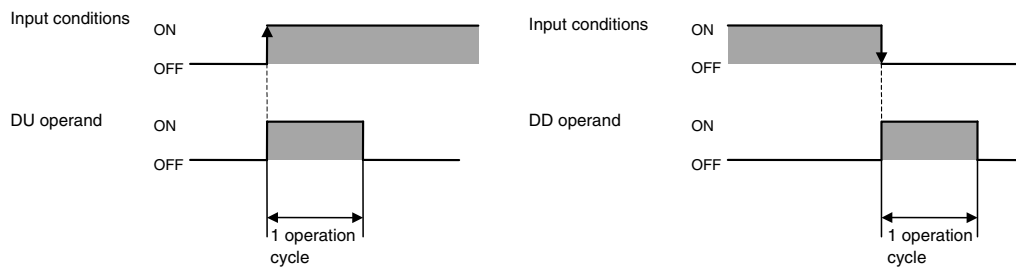 Input conditions
ON
OFF
DU operand
ON
OFF
1 operation
cycle
Input conditions
ON
OFF
DD operand
ON
OFF
1 operation
cycle